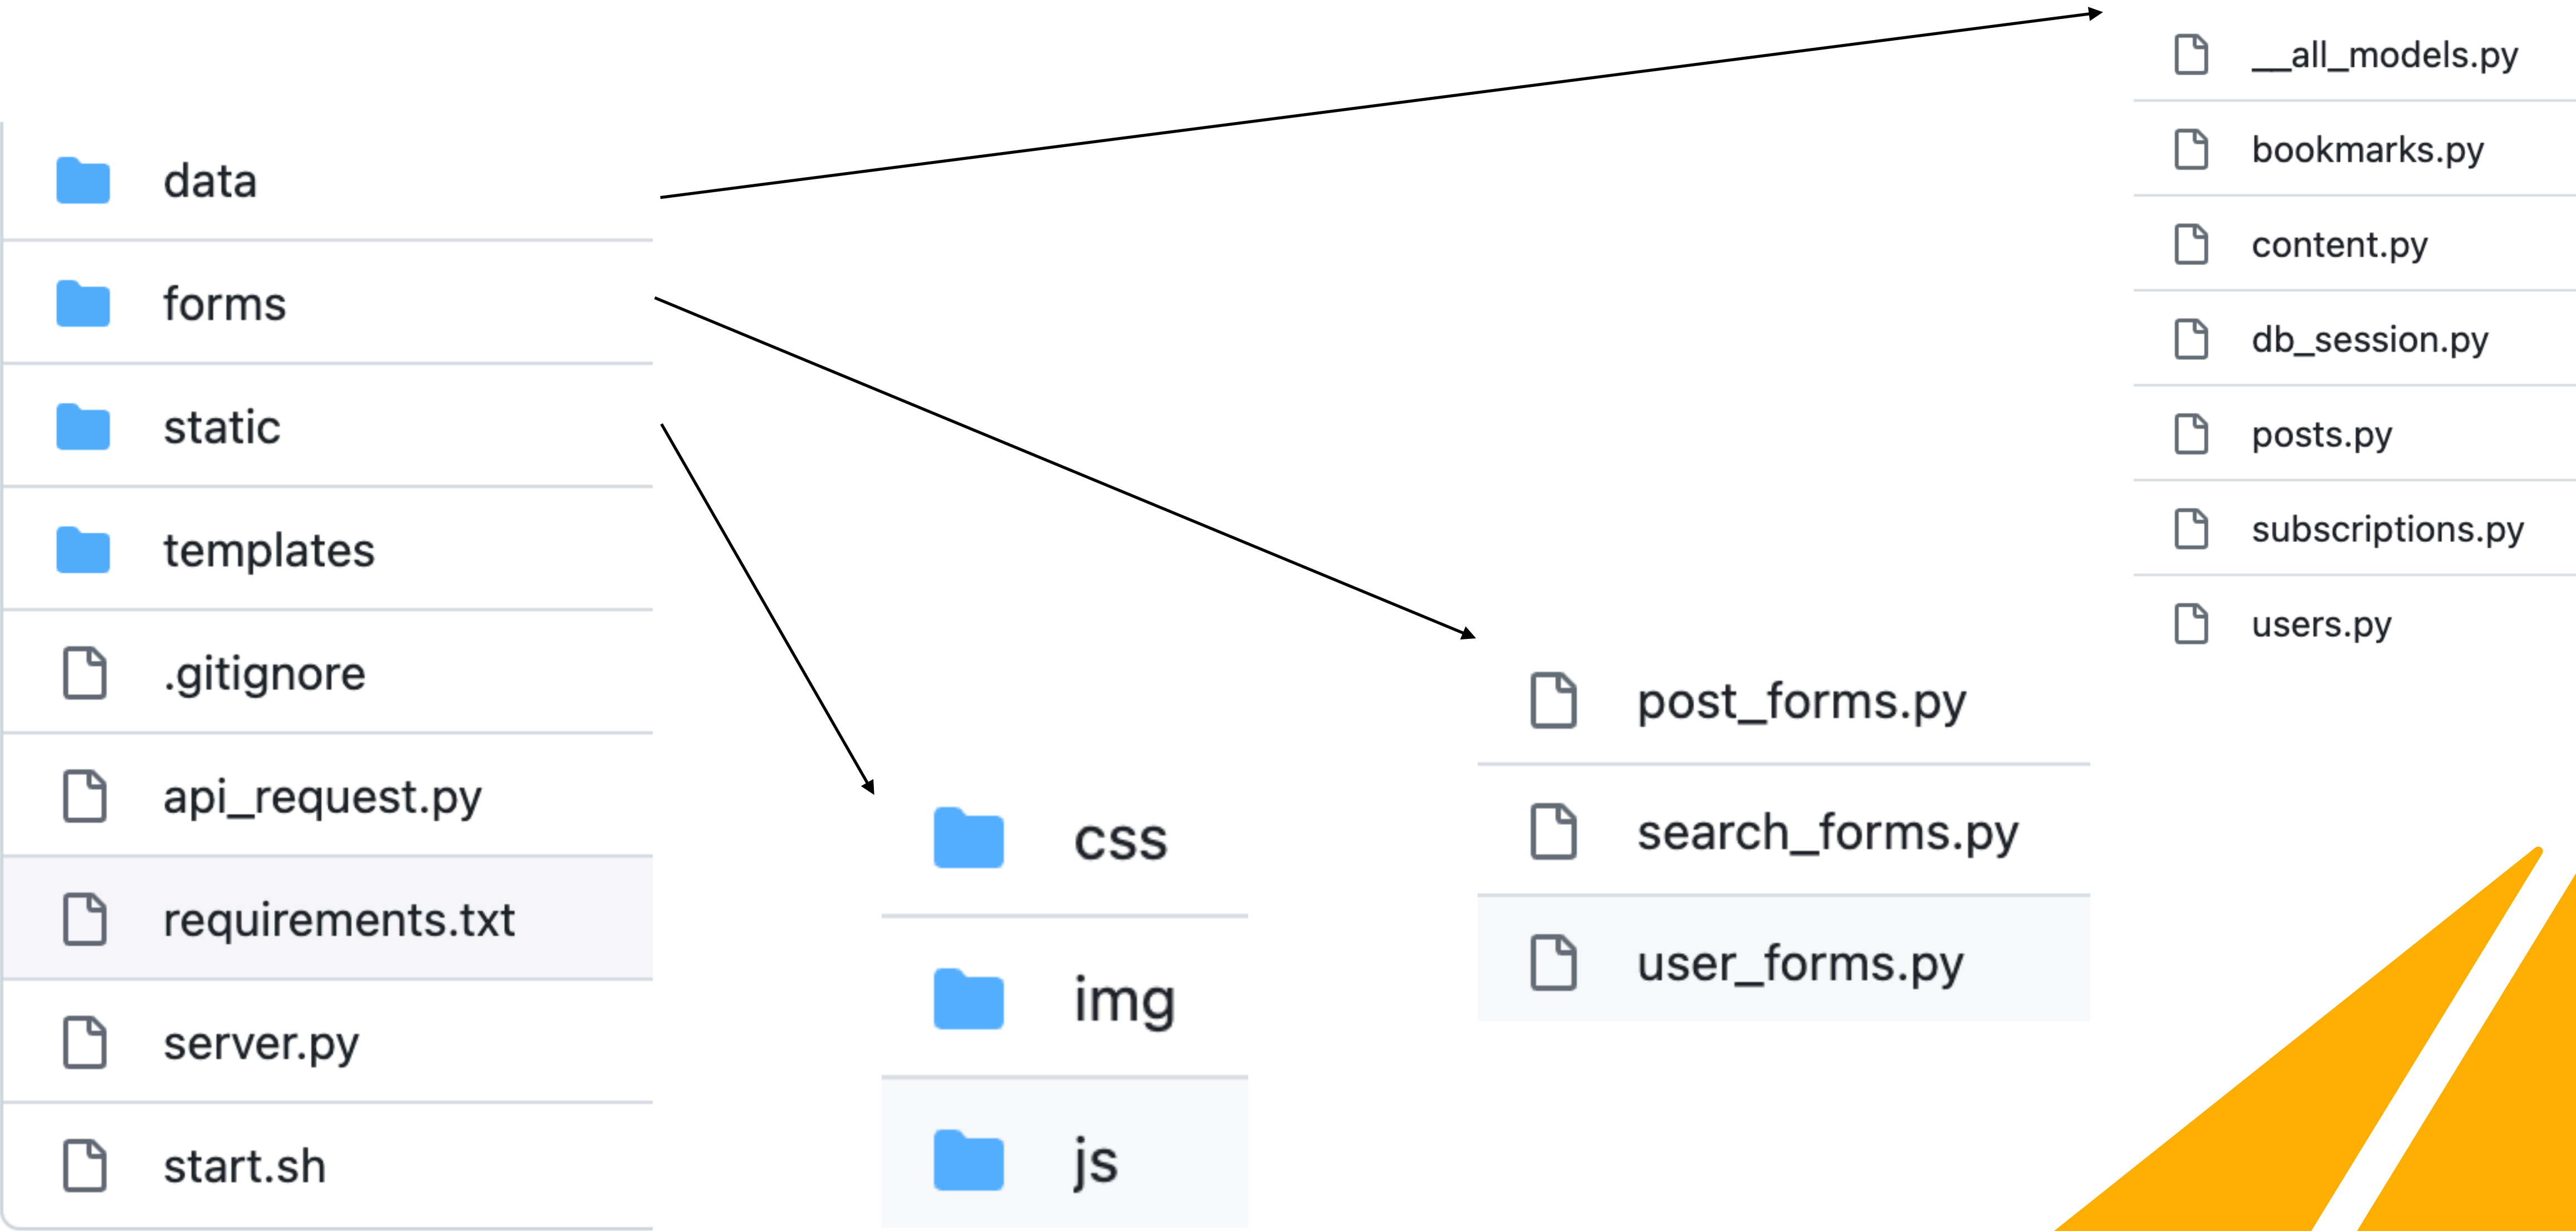 data
forms
static
templates
.gitignore
api_request.py
requirements.txt
server.py
start.sh
css
img
js
post_forms.py
search_forms.py
user_forms.py
__all_models.py
bookmarks.py
content.py
db_session.py
posts.py
subscriptions.py
users.py